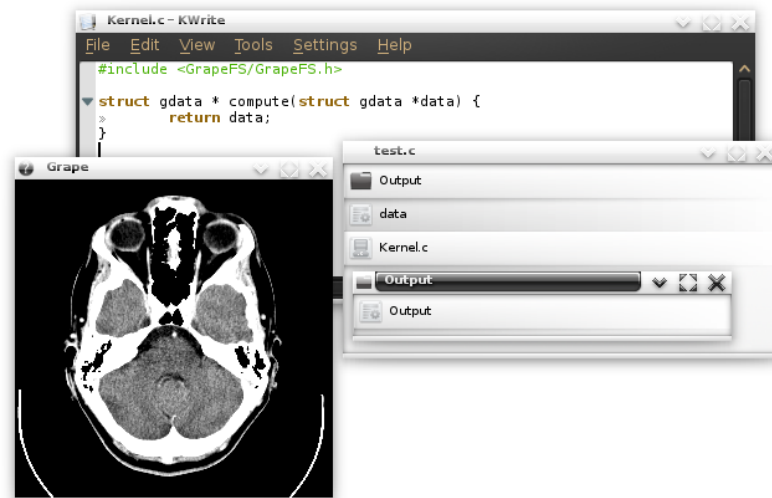 Kernel.c – KWrite
File Edit View Tools Settings Help
#include <GrapeFS/GrapeFS.h>
struct gdata * compute(struct gdata *data) {
» return data;
}
test.c
Grape
Output
data
Kernel.c
Output
Output